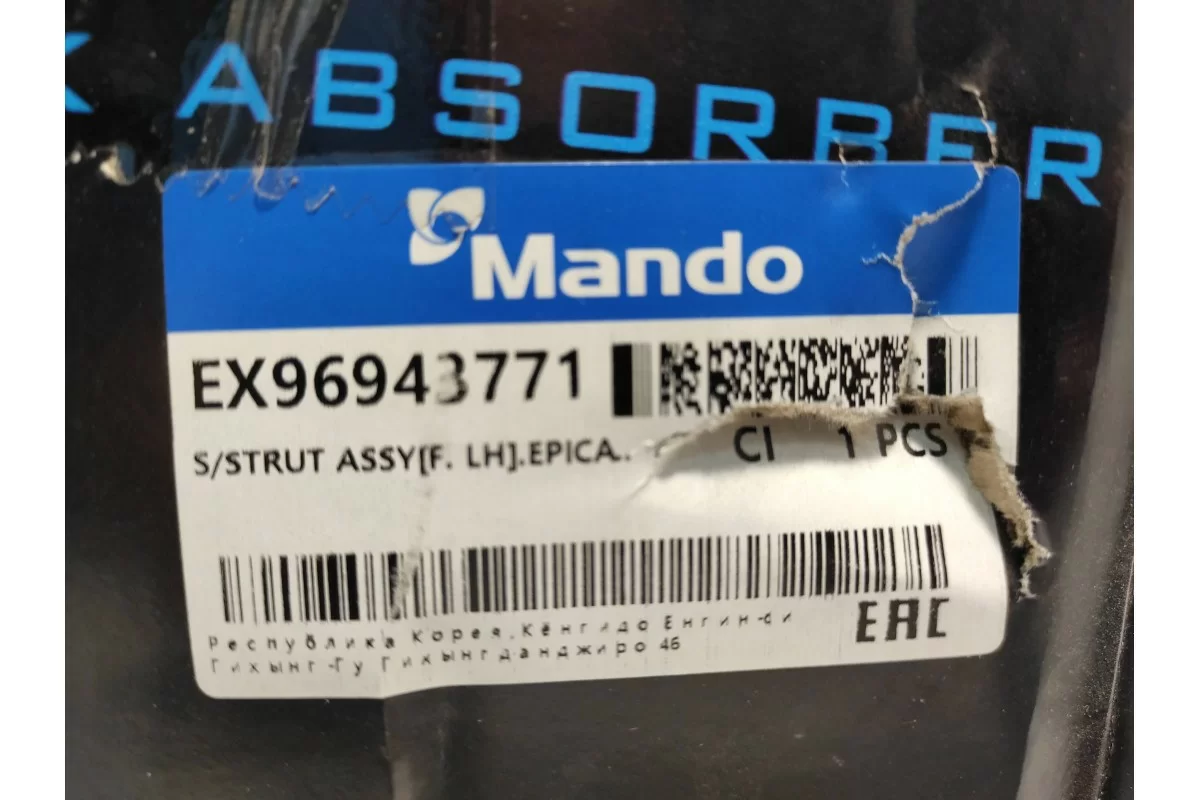 K ABSORBER
Mando
EX96943771
S/STRUT ASSY[F. LH].EPICA.. CI 1 PCS
Республика Корея,Кёнгидо Енгин-си
Гихынг-Гу Гихынгданджиро 46
EAC